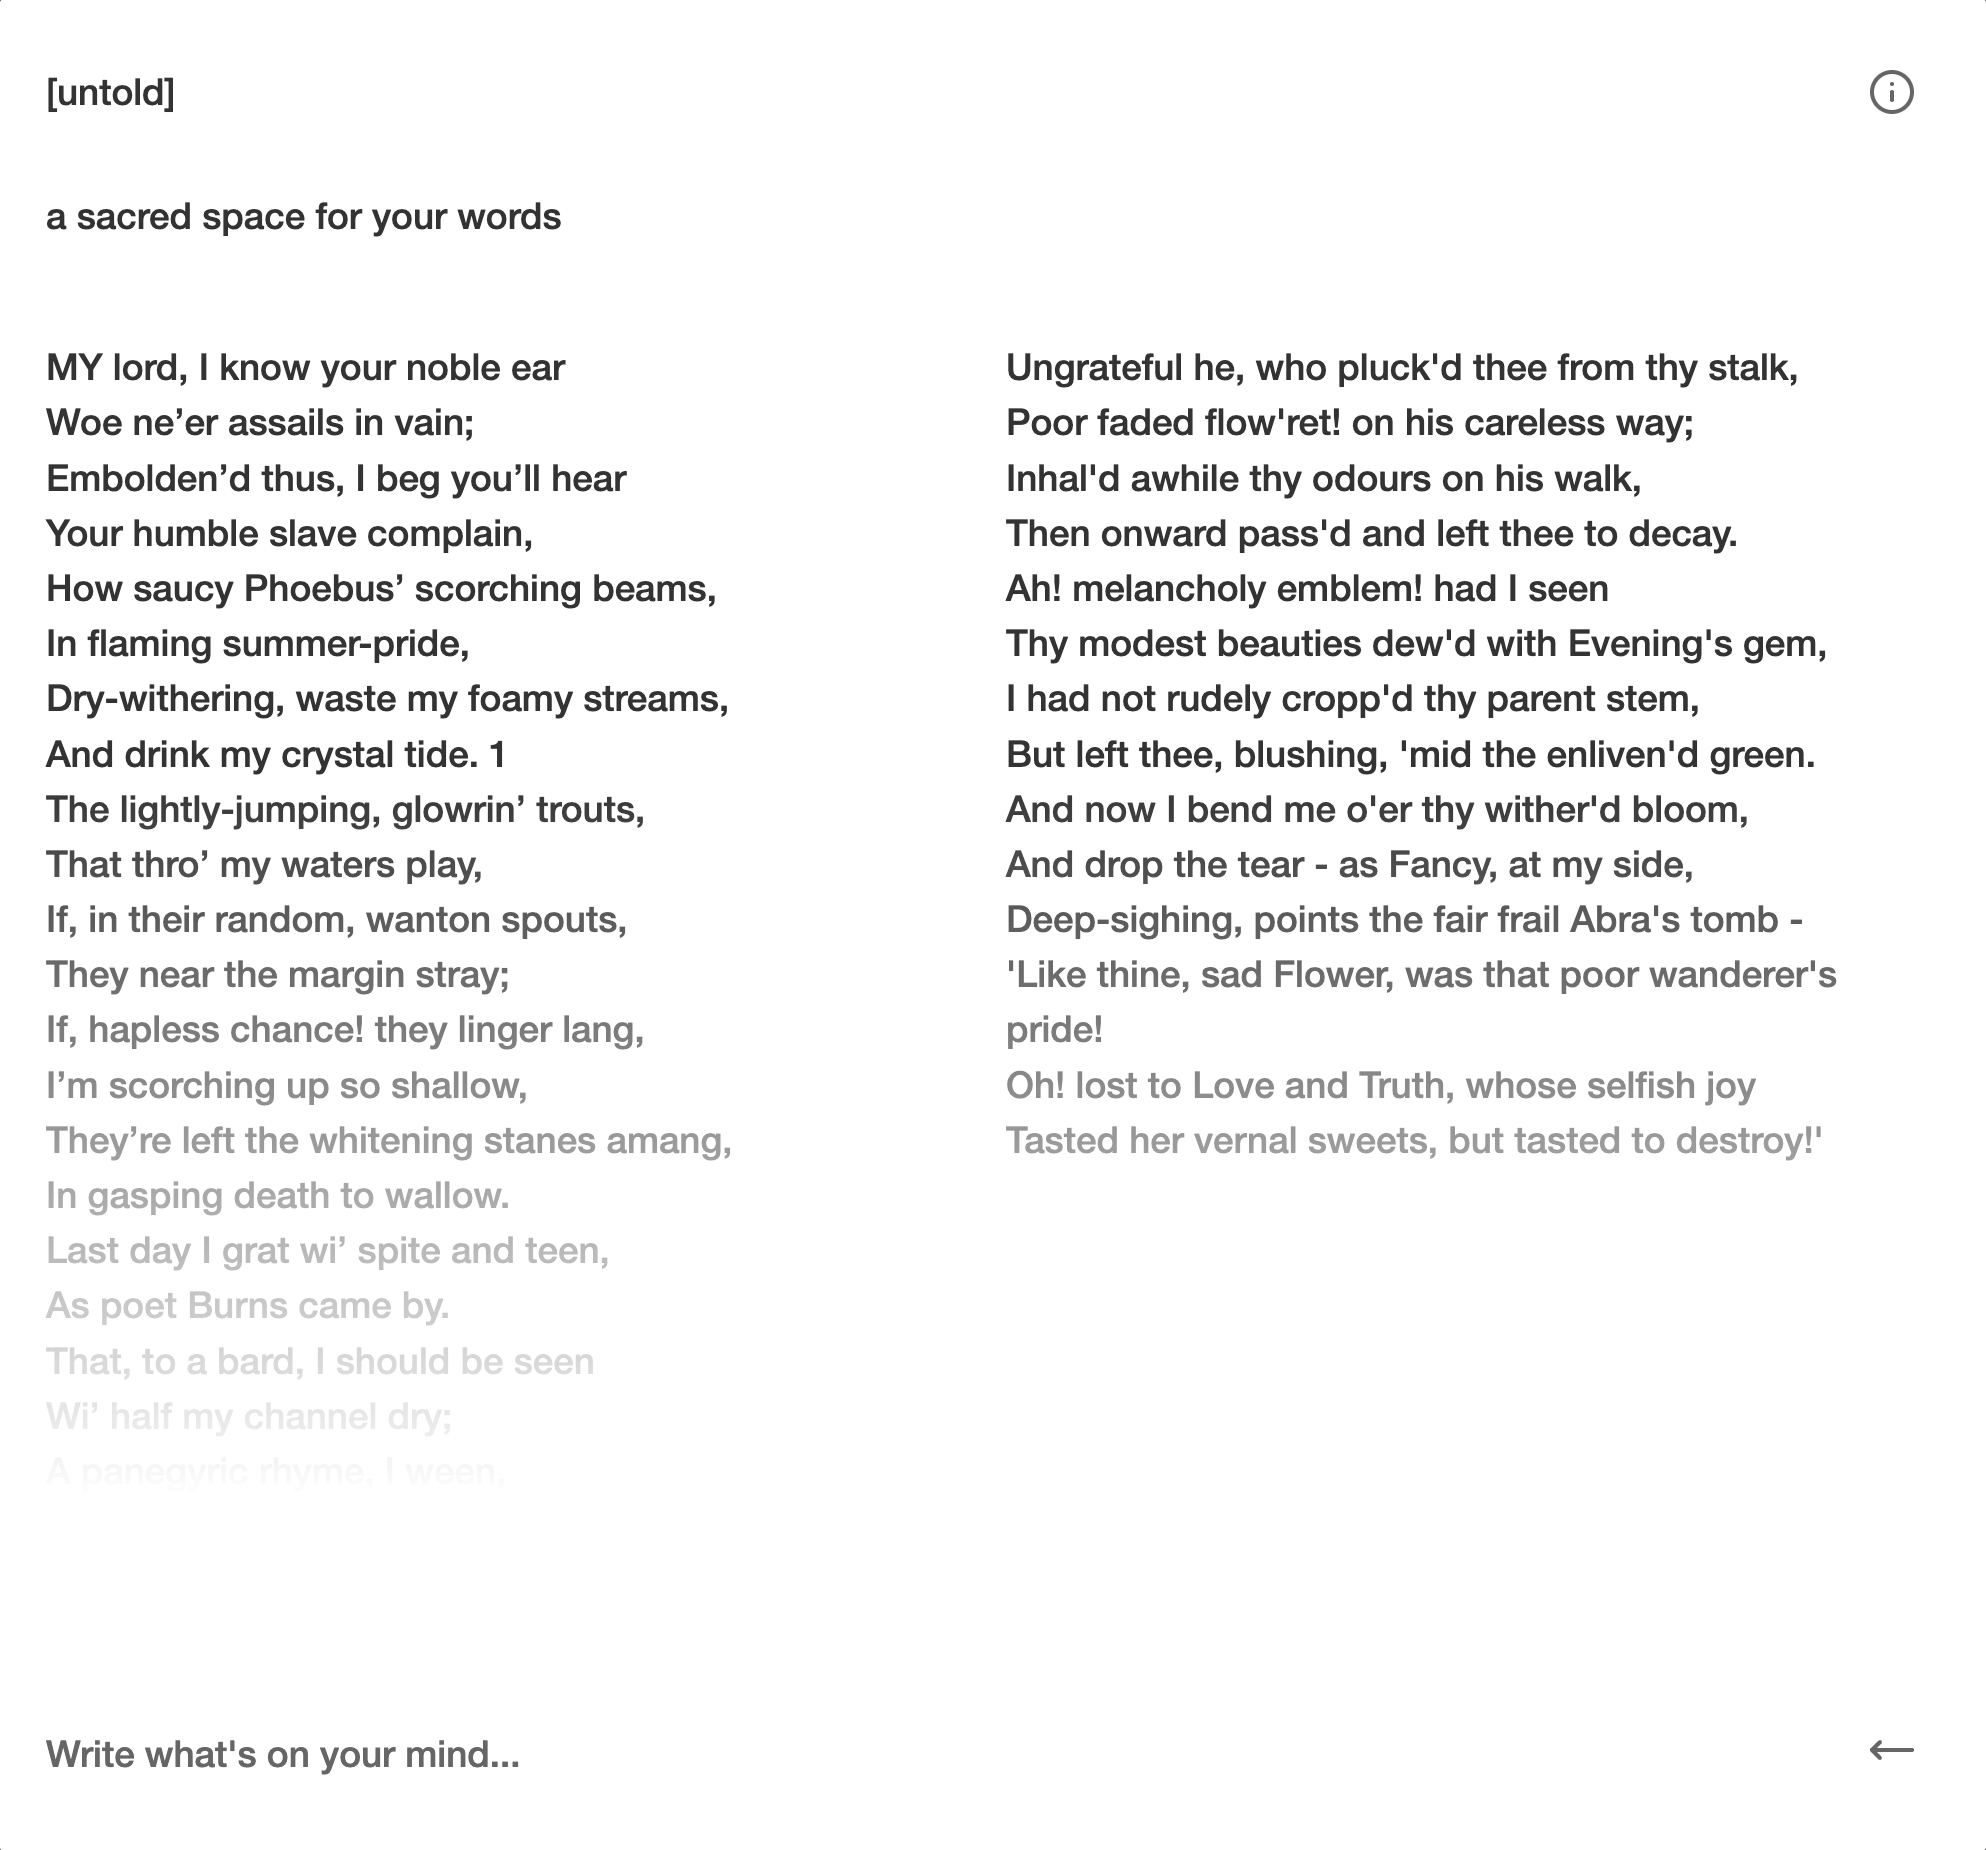 [untold]
a sacred space for your words
MY lord, I know your noble ear
Woe ne’er assails in vain;
Embolden’d thus, I beg you’ll hear
Your humble slave complain,
How saucy Phoebus’ scorching beams,
In flaming summer-pride,
Dry-withering, waste my foamy streams,
And drink my crystal tide. 1
The lightly-jumping, glowrin’ trouts,
That thro’ my waters play,
If, in their random, wanton spouts,
They near the margin stray;
If, hapless chance! they linger lang,
I’m scorching up so shallow,
They’re left the whitening stanes amang,
In gasping death to wallow.
Last day I grat wi’ spite and teen,
As poet Burns came by.
That, to a bard, I should be seen
Wi’ half my channel dry;
A panegyric rhyme, I ween,
Ungrateful he, who pluck'd thee from thy stalk,
Poor faded flow'ret! on his careless way;
Inhal'd awhile thy odours on his walk,
Then onward pass'd and left thee to decay.
Ah! melancholy emblem! had I seen
Thy modest beauties dew'd with Evening's gem,
I had not rudely cropp'd thy parent stem,
But left thee, blushing, 'mid the enliven'd green.
And now I bend me o'er thy wither'd bloom,
And drop the tear - as Fancy, at my side,
Deep-sighing, points the fair frail Abra's tomb -
'Like thine, sad Flower, was that poor wanderer's
pride!
Oh! lost to Love and Truth, whose selfish joy
Tasted her vernal sweets, but tasted to destroy!'
Write what's on your mind...